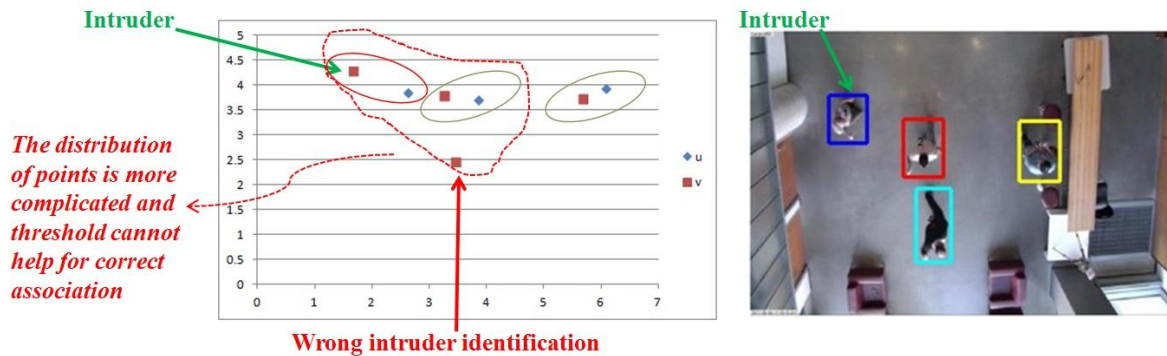 Intruder
Intruder
5
4.5
4
3.5
3
2.5
2
1.5
1
0.5
0
0
1
2
3
4
5
6
7
u
v
The distribution
of points is more
complicated and
threshold cannot
help for correct
association
Wrong intruder identification